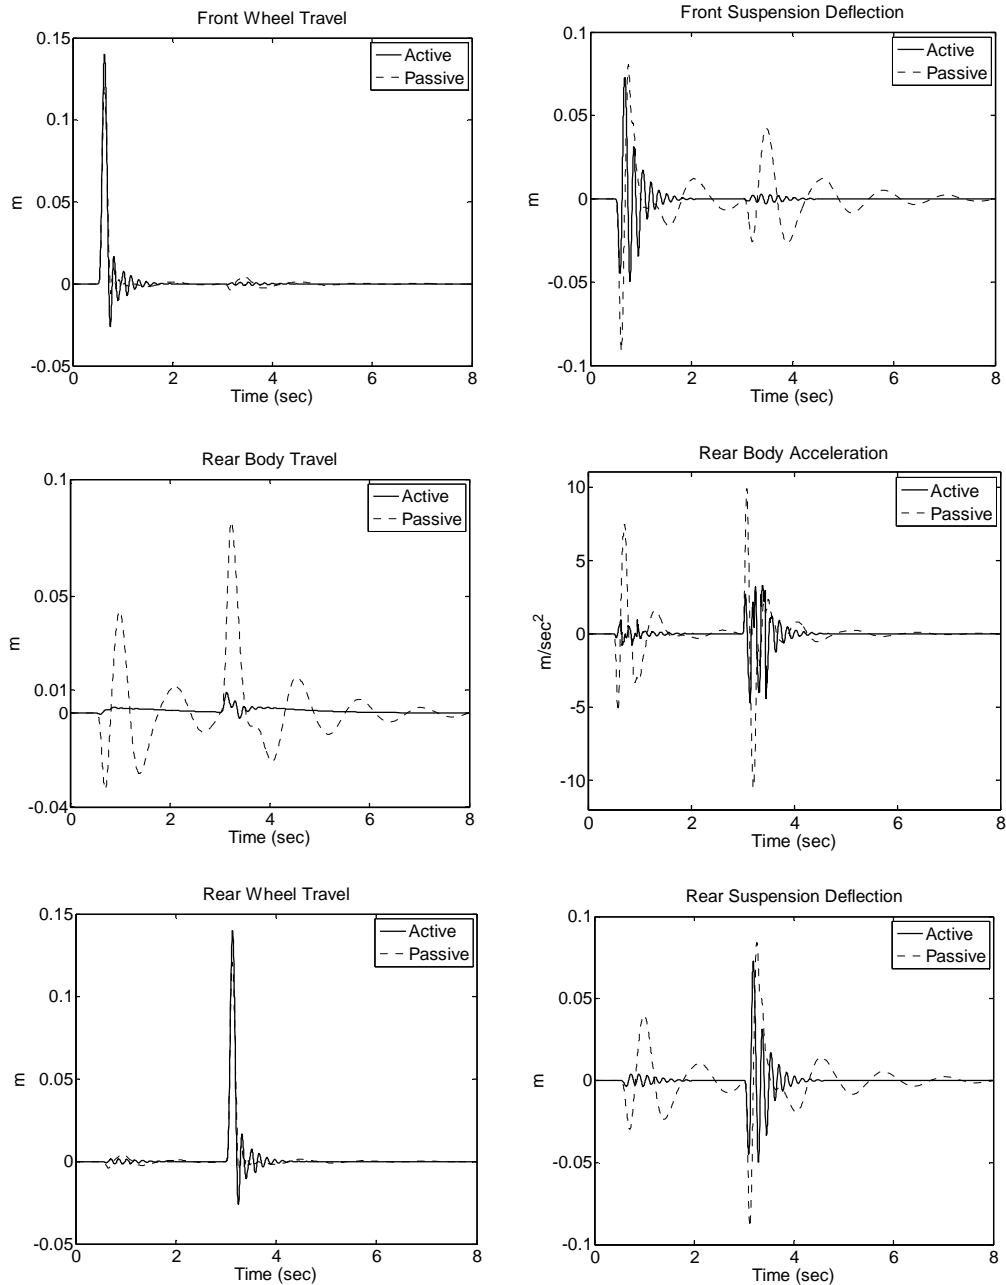 Front Wheel Travel
0.15
0.1
0.05
0
-0.05
m
Active
Passive
0 2 4 6 8
Time (sec)
Front Suspension Deflection
0.1
0.05
0
-0.05
-0.1
m
Active
Passive
0 2 4 6 8
Time (sec)
Rear Body Travel
0.1
0.05
0.01
0
-0.04
m
Active
Passive
0 2 4 6 8
Time (sec)
Rear Body Acceleration
10
5
0
-5
-10
m/sec²
Active
Passive
0 2 4 6 8
Time (sec)
Rear Wheel Travel
0.15
0.1
0.05
0
-0.05
m
Active
Passive
0 2 4 6 8
Time (sec)
Rear Suspension Deflection
0.1
0.05
0
-0.05
-0.1
m
Active
Passive
0 2 4 6 8
Time (sec)